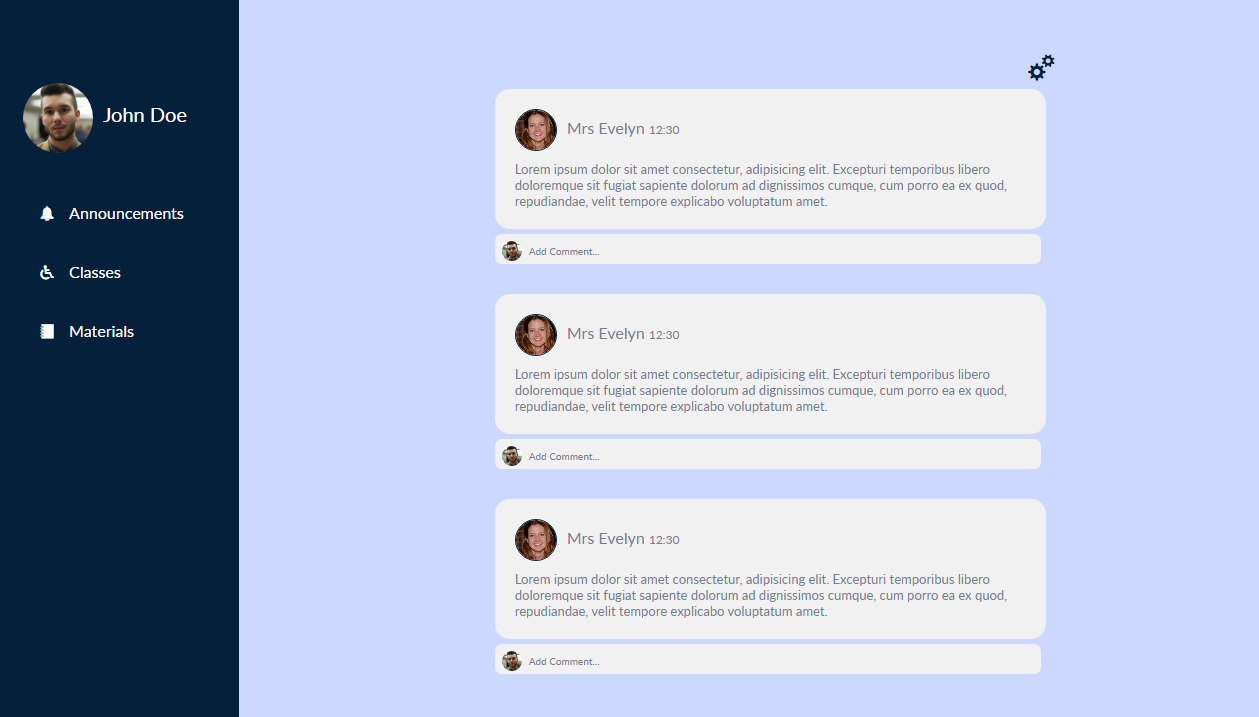 John Doe
Announcements
Classes
Materials
Mrs Evelyn 12:30
Lorem ipsum dolor sit amet consectetur, adipisicing elit. Excepturi temporibus libero
doloremque sit fugiat sapiente dolorum ad dignissimos cumque, cum porro ea ex quod,
repudiandae, velit tempore explicabo voluptatum amet.
Add Comment...
Mrs Evelyn 12:30
Lorem ipsum dolor sit amet consectetur, adipisicing elit. Excepturi temporibus libero
doloremque sit fugiat sapiente dolorum ad dignissimos cumque, cum porro ea ex quod,
repudiandae, velit tempore explicabo voluptatum amet.
Add Comment...
Mrs Evelyn 12:30
Lorem ipsum dolor sit amet consectetur, adipisicing elit. Excepturi temporibus libero
doloremque sit fugiat sapiente dolorum ad dignissimos cumque, cum porro ea ex quod,
repudiandae, velit tempore explicabo voluptatum amet.
Add Comment...